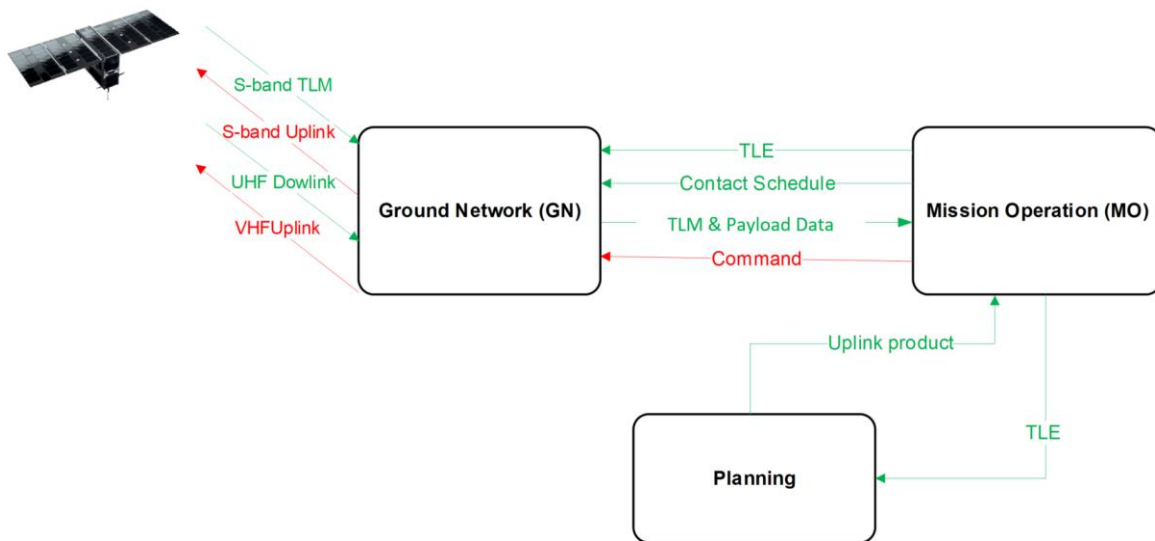 S-band TLM
S-band Uplink
UHF Dowlink
VHFUplink
Ground Network (GN)
TLE
Contact Schedule
TLM & Payload Data
Command
Mission Operation (MO)
Uplink product
TLE
Planning